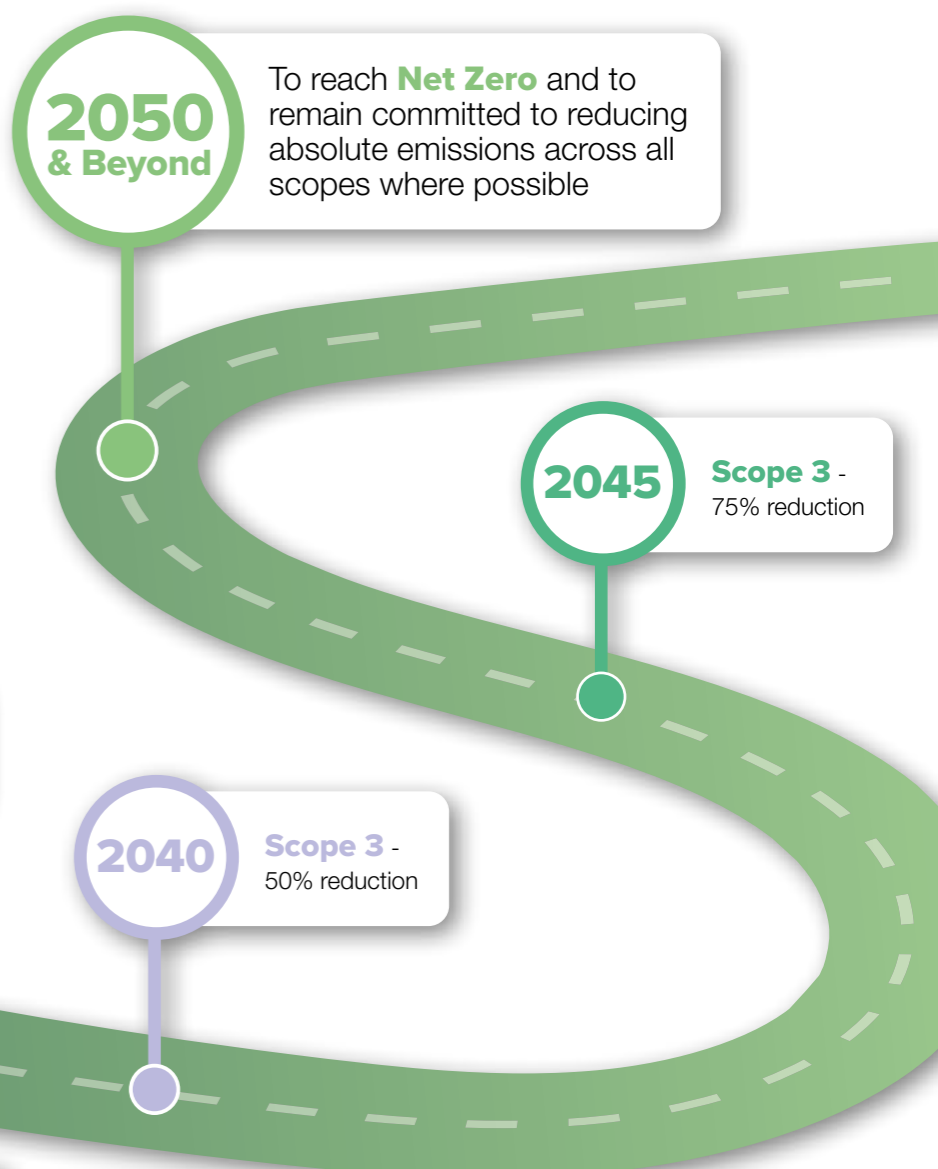 2050
& Beyond
To reach Net Zero and to
remain committed to reducing
absolute emissions across all
scopes where possible
2045
Scope 3 -
75% reduction
2040
Scope 3 -
50% reduction